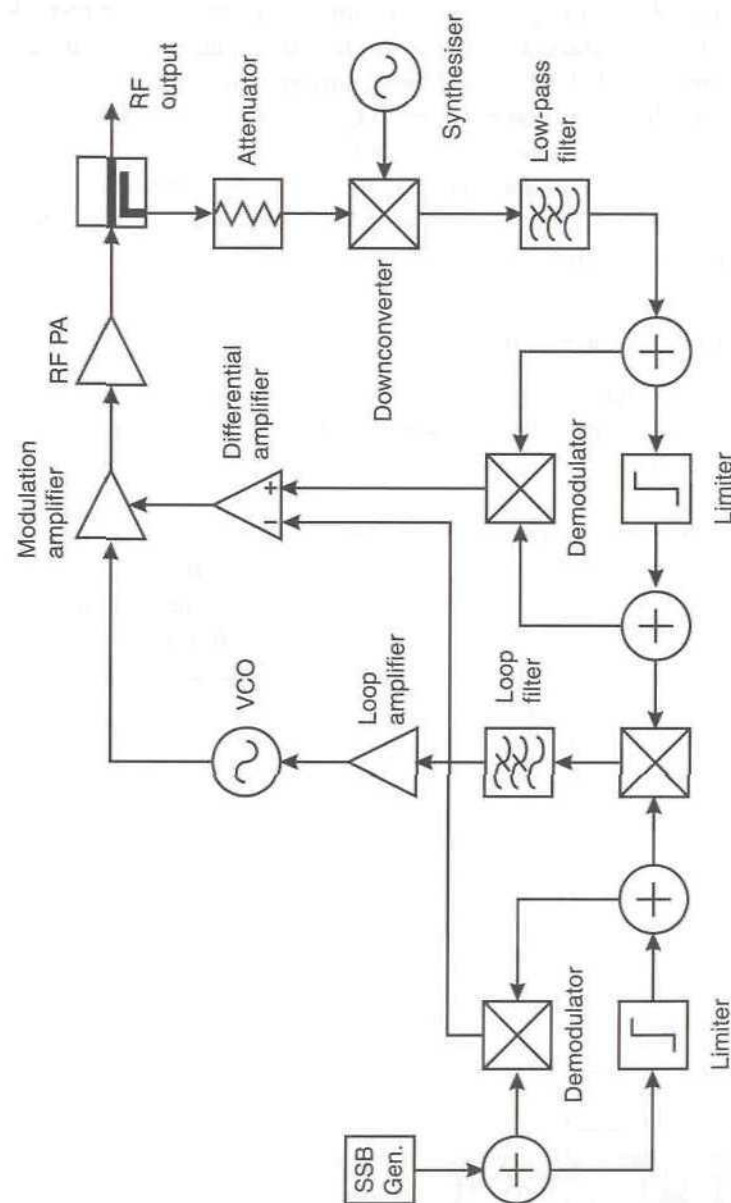 RF
output
RF PA
Modulation
amplifier
Attenuator
Synthesiser
Differential
amplifier
Downconverter
Low-pass
filter
VCO
Loop
amplifier
Loop
filter
Demodulator
Limiter
SSB
Gen.
Demodulator
Limiter